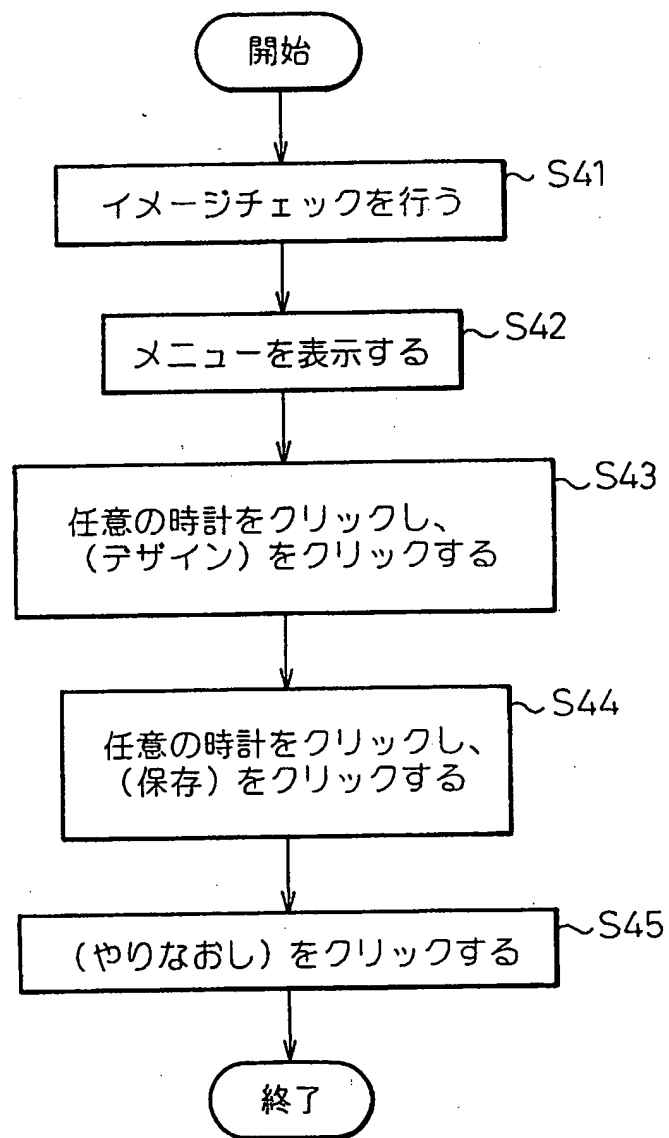 開始
イメージチェックを行う
S41
メニューを表示する
S42
任意の時計をクリックし、
(デザイン)をクリックする
S43
任意の時計をクリックし、
(保存)をクリックする
S44
(やりなおし)をクリックする
S45
終了